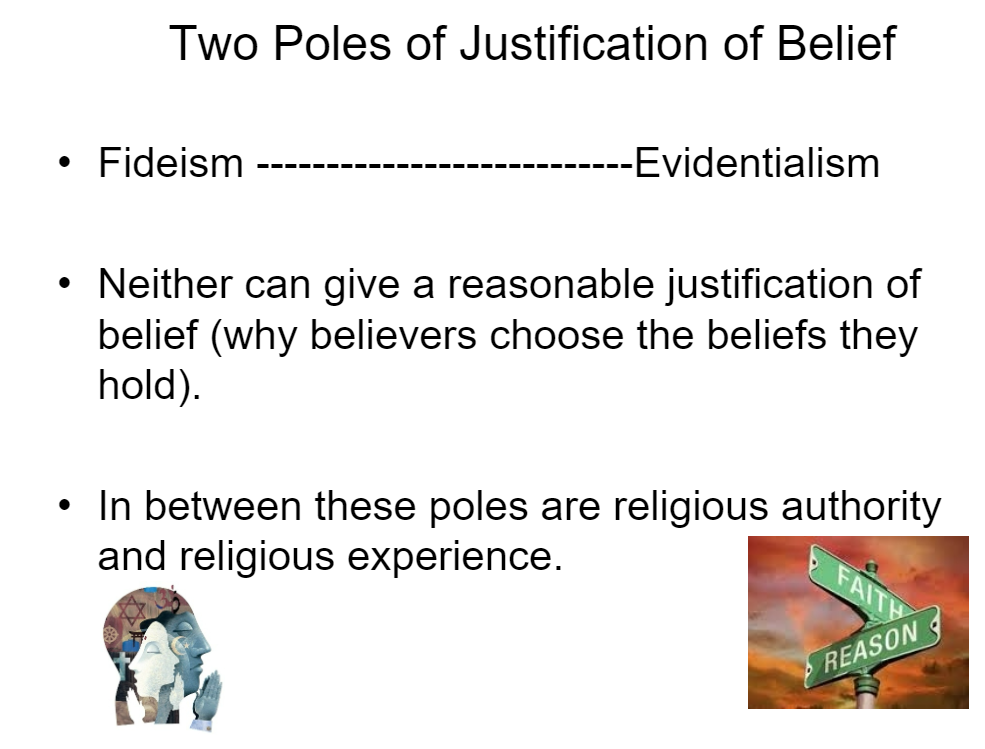 Two Poles of Justification of Belief
• Fideism ---------------------------Evidentialism
• Neither can give a reasonable justification of
belief (why believers choose the beliefs they
hold).
• In between these poles are religious authority
and religious experience.
FAITH
REASON